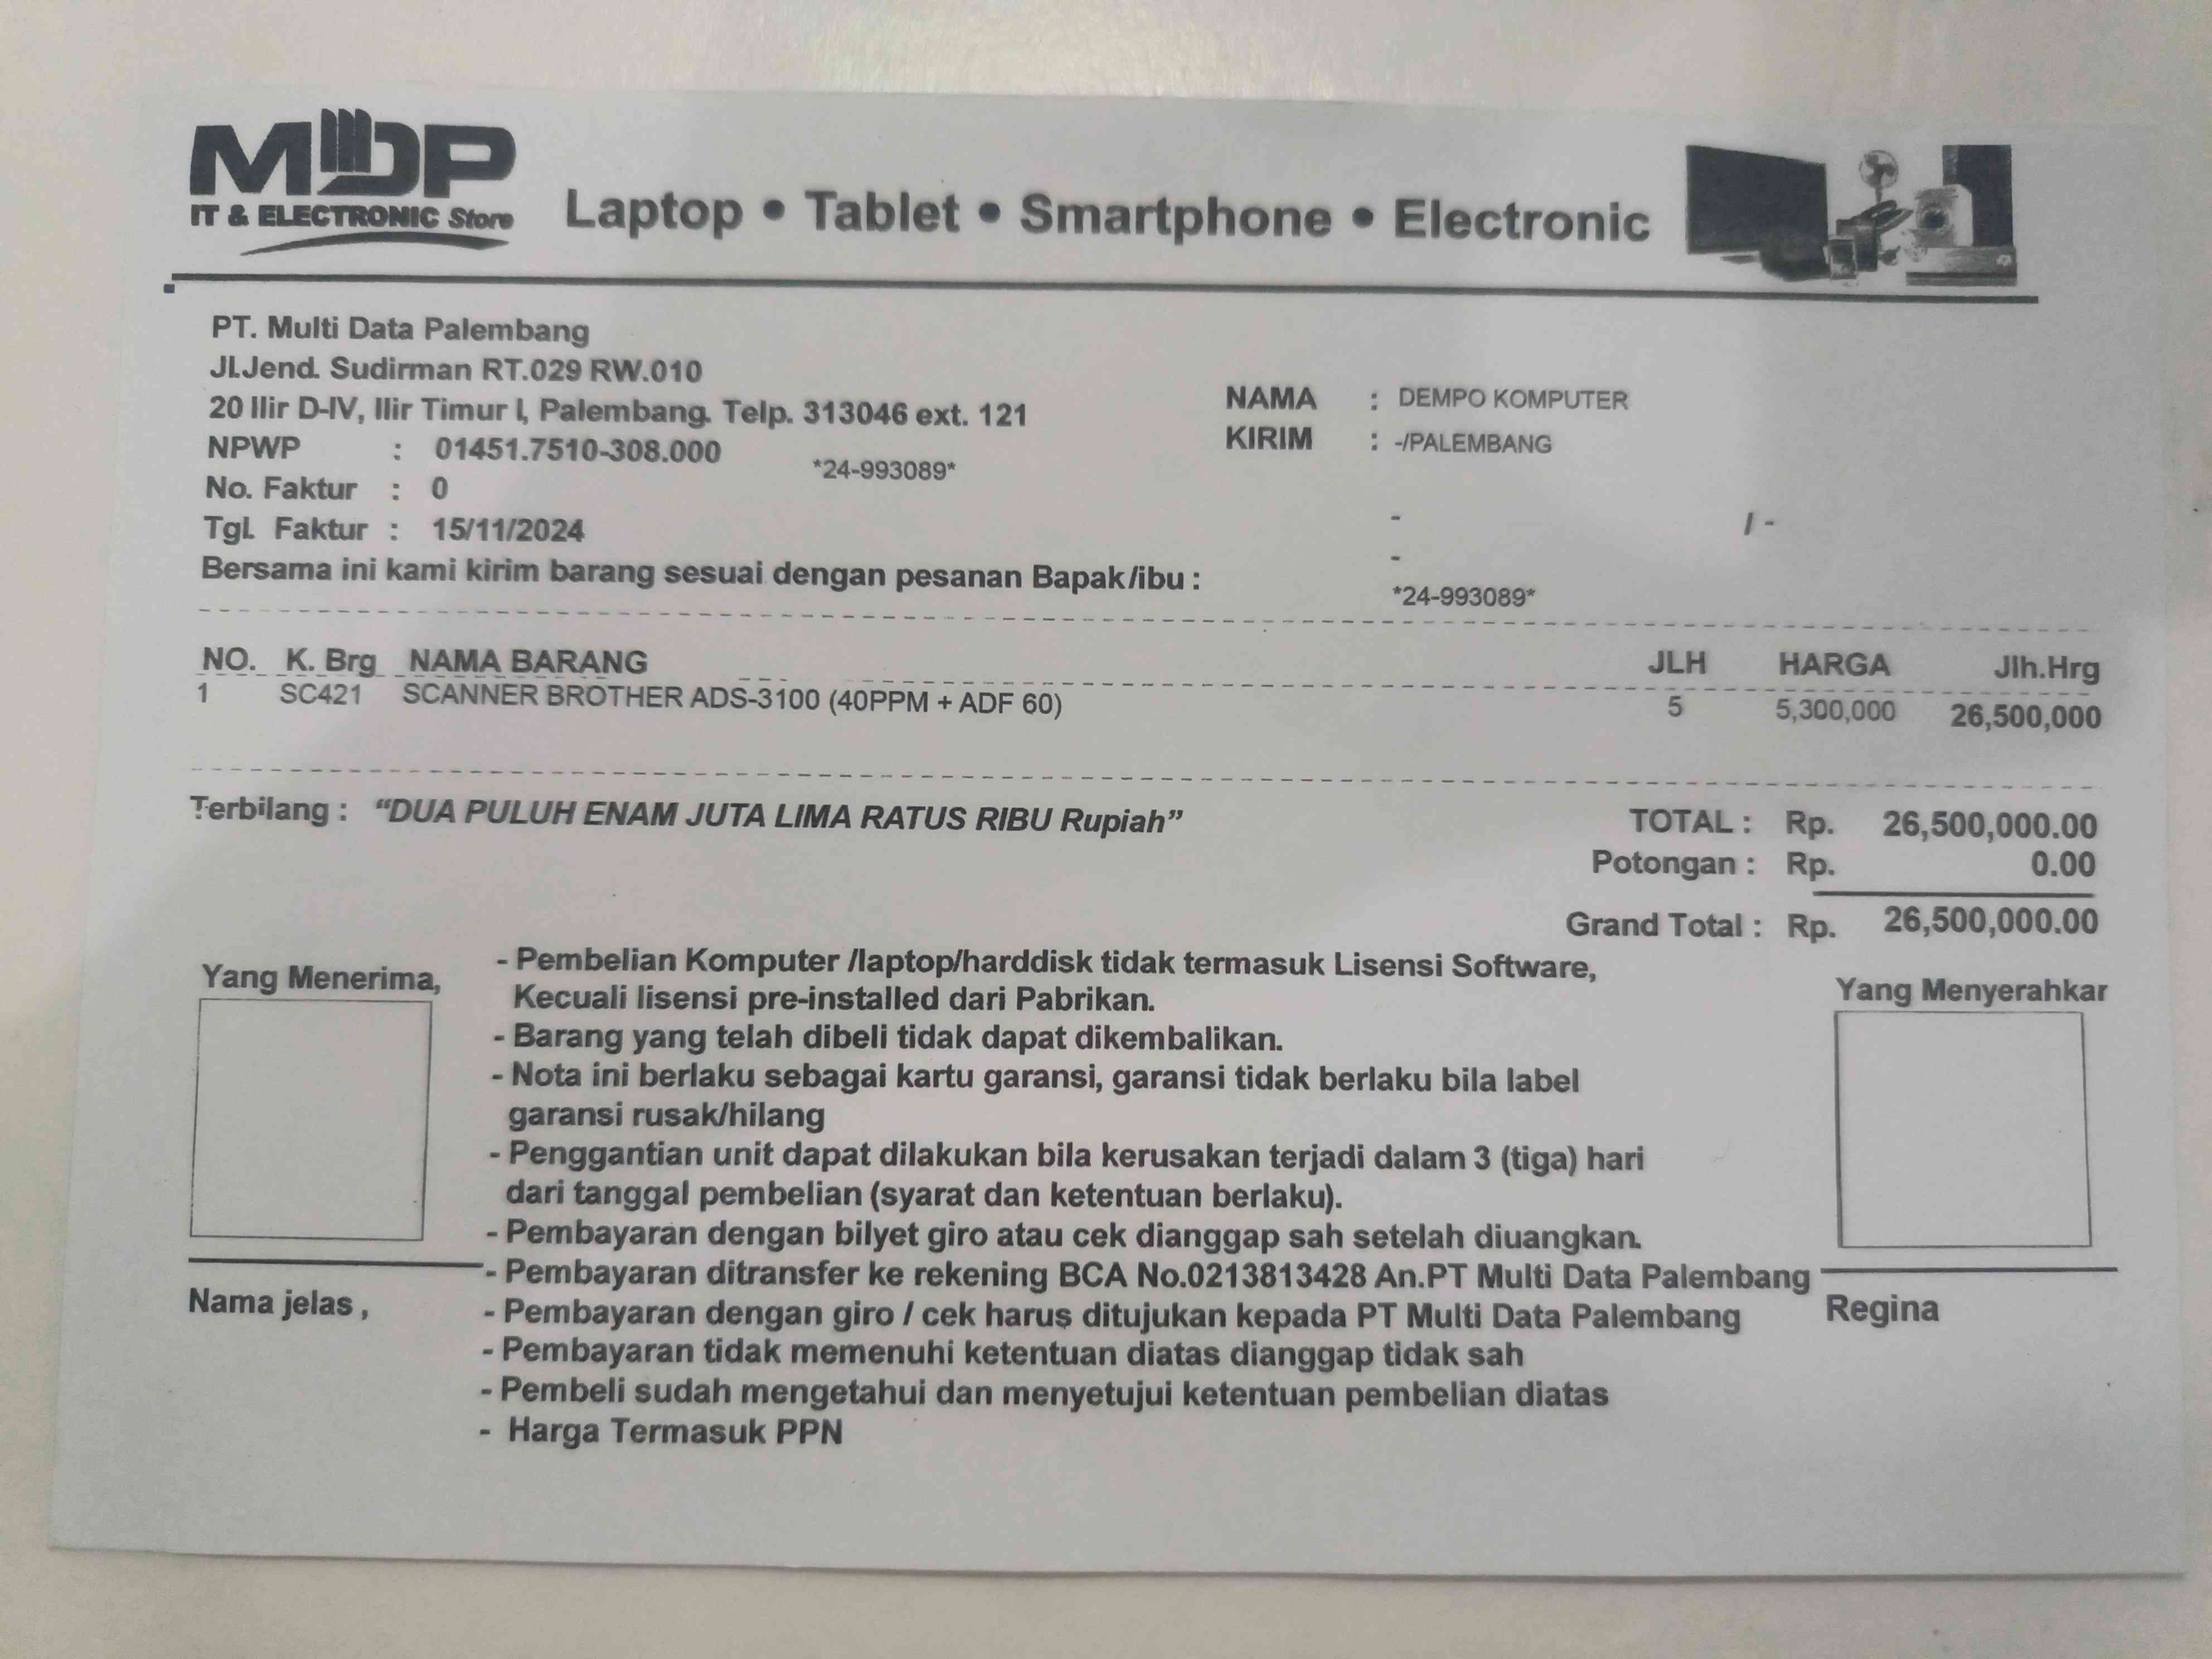 MDP
IT & ELECTRONIC Store
Laptop • Tablet • Smartphone • Electronic
PT. Multi Data Palembang
Jl.Jend. Sudirman RT.029 RW.010
20 Ilir D-IV, Ilir Timur I, Palembang. Telp. 313046 ext. 121
NPWP : 01451.7510-308.000
*24-993089*
No. Faktur : 0
Tgl. Faktur : 15/11/2024
Bersama ini kami kirim barang sesuai dengan pesanan Bapak/ibu :
NAMA : DEMPO KOMPUTER
KIRIM : -/PALEMBANG
- / -
-
*24-993089*
NO. K. Brg NAMA BARANG JLH HARGA Jlh.Hrg
1 SC421 SCANNER BROTHER ADS-3100 (40PPM + ADF 60) 5 5,300,000 26,500,000
Terbilang : “DUA PULUH ENAM JUTA LIMA RATUS RIBU Rupiah”
TOTAL : Rp. 26,500,000.00
Potongan : Rp. 0.00
Grand Total : Rp. 26,500,000.00
Yang Menerima,
Nama jelas ,
- Pembelian Komputer /laptop/harddisk tidak termasuk Lisensi Software,
Kecuali lisensi pre-installed dari Pabrikan.
- Barang yang telah dibeli tidak dapat dikembalikan.
- Nota ini berlaku sebagai kartu garansi, garansi tidak berlaku bila label
garansi rusak/hilang
- Penggantian unit dapat dilakukan bila kerusakan terjadi dalam 3 (tiga) hari
dari tanggal pembelian (syarat dan ketentuan berlaku).
- Pembayaran dengan bilyet giro atau cek dianggap sah setelah diuangkan.
- Pembayaran ditransfer ke rekening BCA No.0213813428 An.PT Multi Data Palembang
- Pembayaran dengan giro / cek harus ditujukan kepada PT Multi Data Palembang
- Pembayaran tidak memenuhi ketentuan diatas dianggap tidak sah
- Pembeli sudah mengetahui dan menyetujui ketentuan pembelian diatas
- Harga Termasuk PPN
Yang Menyerahkar
Regina